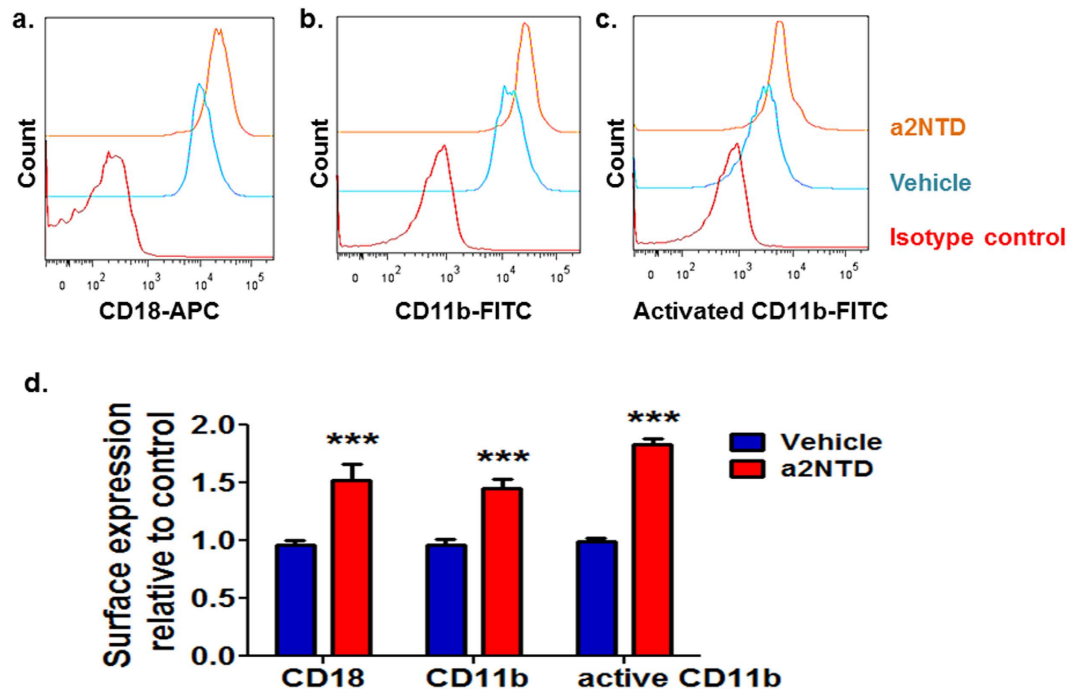 a.
b.
c.
Count
Count
Count
0 10² 10³ 10⁴ 10⁵
0 10² 10³ 10⁴ 10⁵
0 10² 10³ 10⁴ 10⁵
CD18-APC
CD11b-FITC
Activated CD11b-FITC
a2NTD
Vehicle
Isotype control
d.
Surface expression
relative to control
2.0
1.5
1.0
0.5
0.0
***
***
***
CD18
CD11b
active CD11b
Vehicle
a2NTD